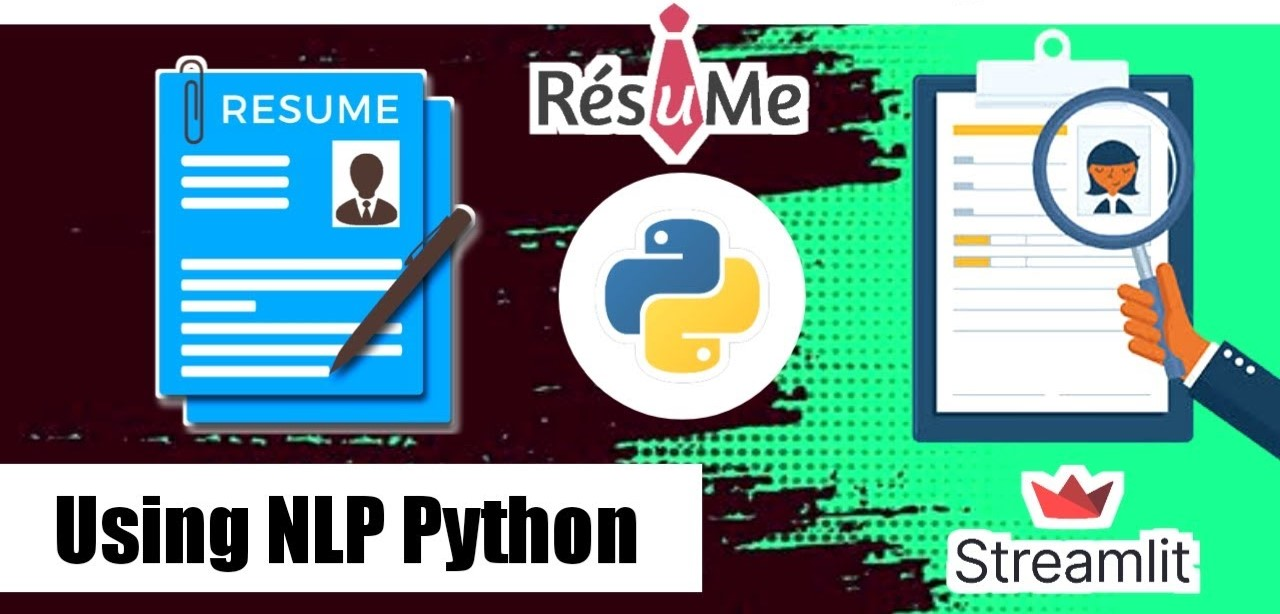 RésuMe
RESUME
Using NLP Python
Streamlit